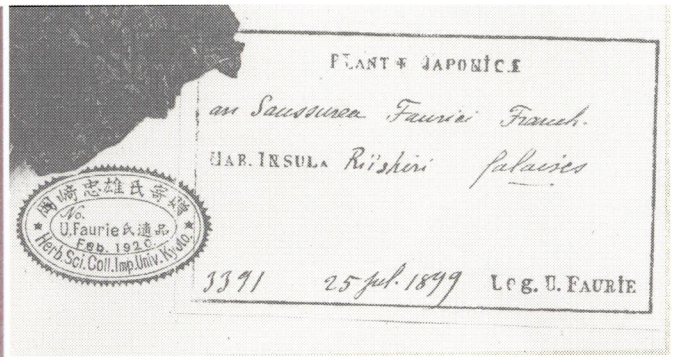 PLANTÆ JAPONICÆ
an Saussurea Fauriei Franch.
HAB. INSULA Riishiri falaises
3391 25 jul. 1899 Leg. U. FAURIE
岡崎忠雄氏寄贈
No.
U.Faurie氏遺品
Feb. 1920.
Herb.Sci.Coll.Imp.Univ.Kyoto.